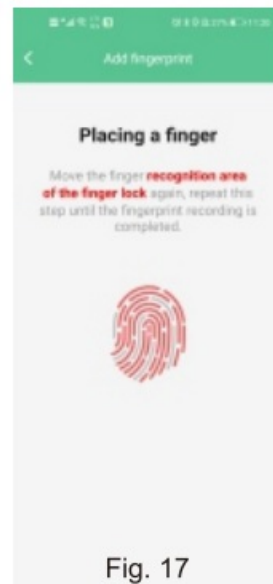 Add fingerprint
Placing a finger
Move the finger recognition area
of the finger lock again, repeat this
step until the fingerprint recording is
completed.
Fig. 17